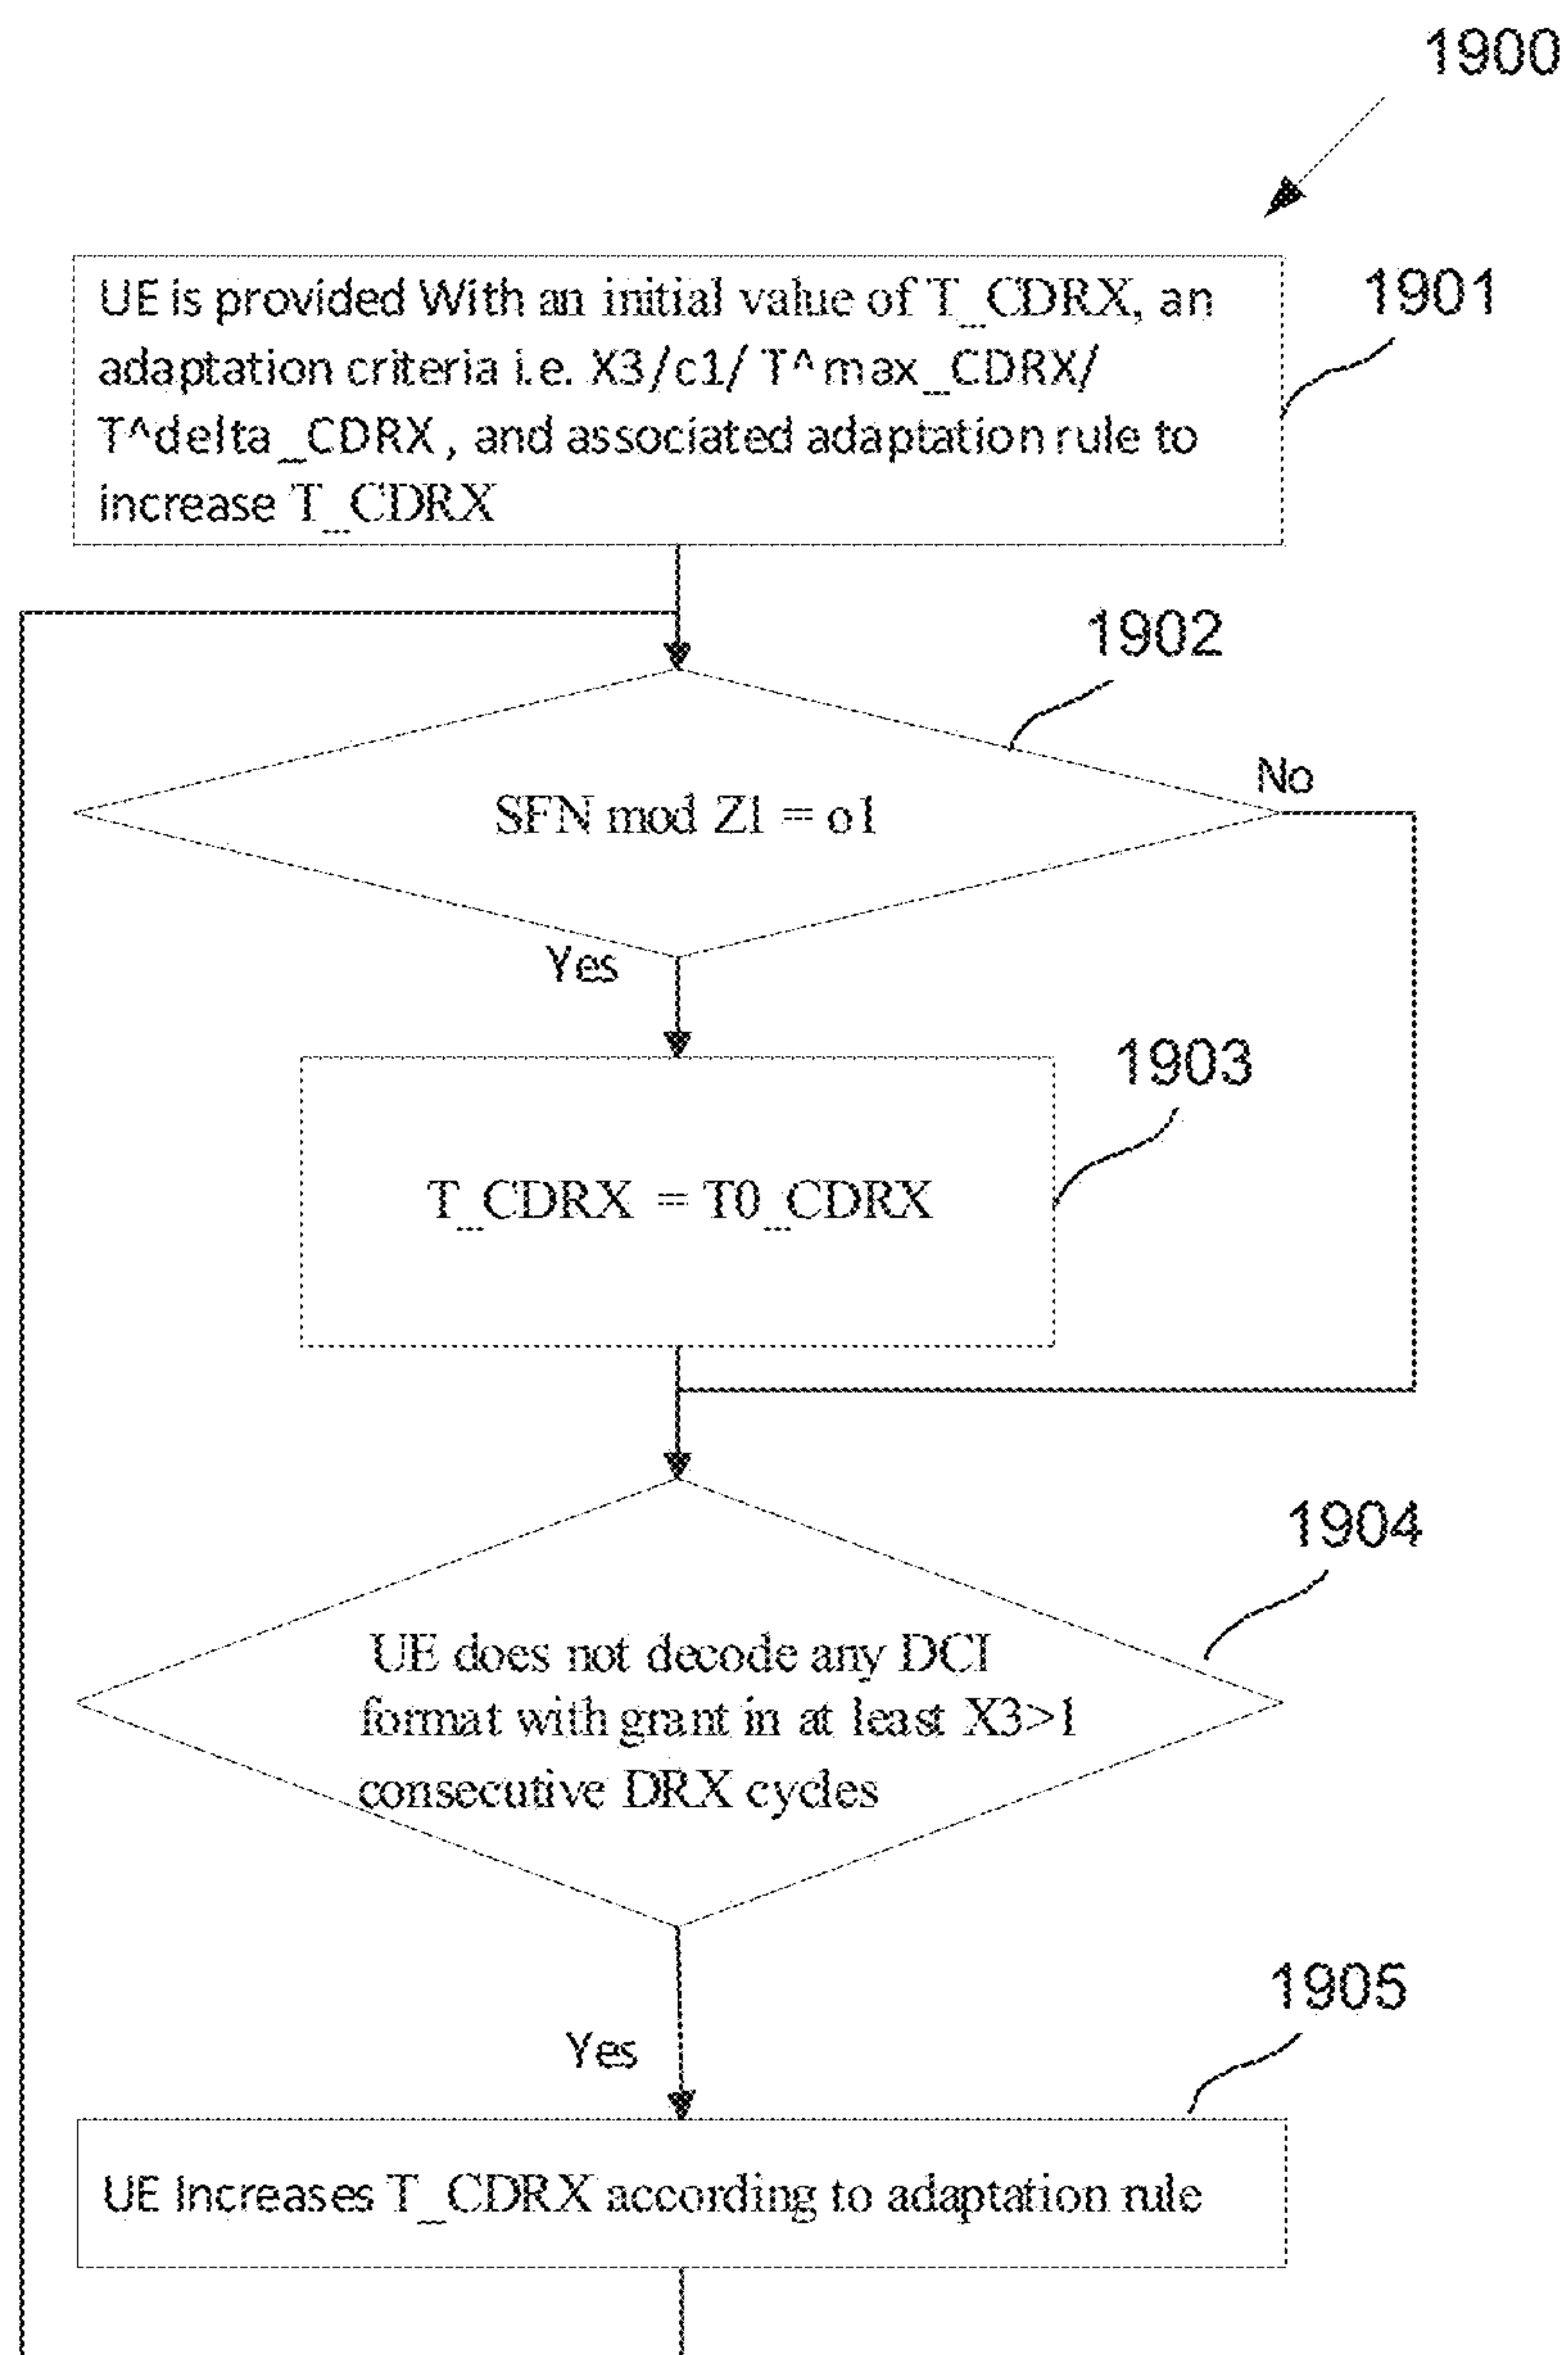 1900
UE is provided With an initial value of T_CDRX, an
adaptation criteria i.e. X3/c1/ T^max_CDRX/
T^delta_CDRX, and associated adaptation rule to
increase T_CDRX
1901
1902
No
SFN mod Z1 = o1
Yes
1903
T_CDRX = T0_CDRX
1904
UE does not decode any DCI
format with grant in at least X3>1
consecutive DRX cycles
1905
Yes
UE Increases T_CDRX according to adaptation rule